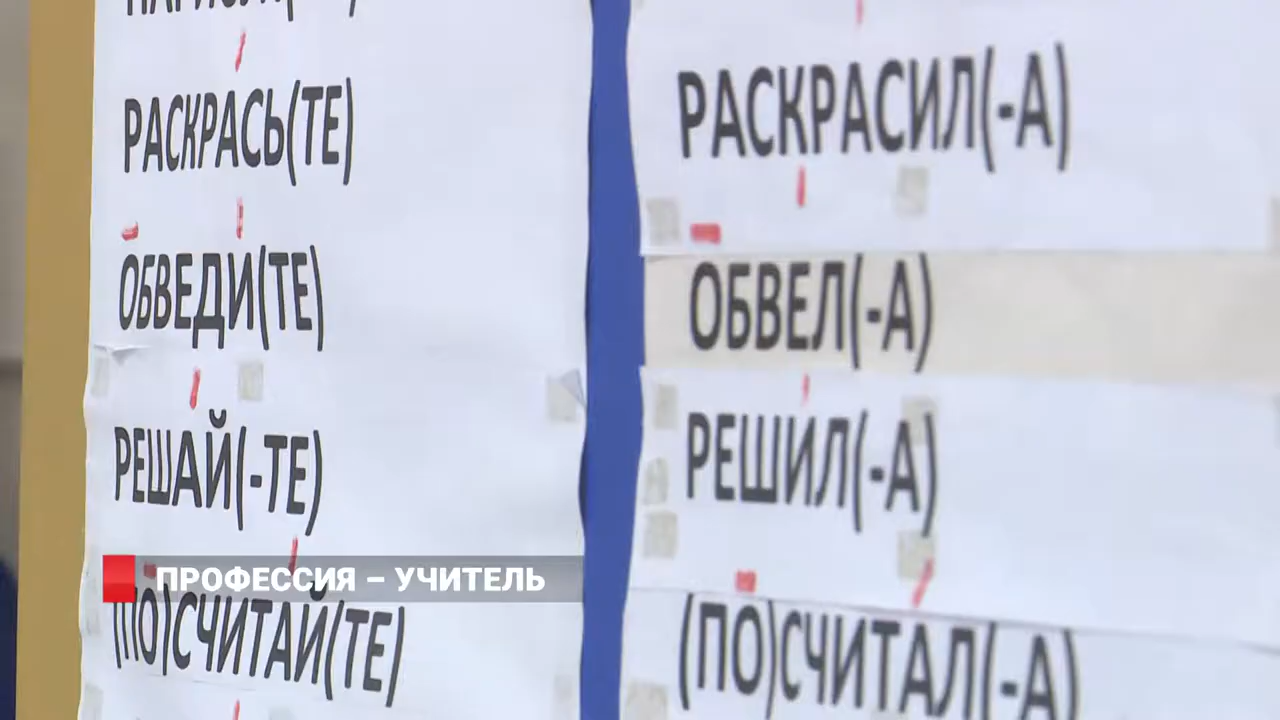 РАСКРАСЬ(ТЕ)
ОБВЕДИ(ТЕ)
РЕШАЙ(-ТЕ)
(ПО)СЧИТАЙ(ТЕ)
РАСКРАСИЛ(-А)
ОБВЕЛ(-А)
РЕШИЛ(-А)
(ПО)СЧИТАЛ(-А)
ПРОФЕССИЯ – УЧИТЕЛЬ